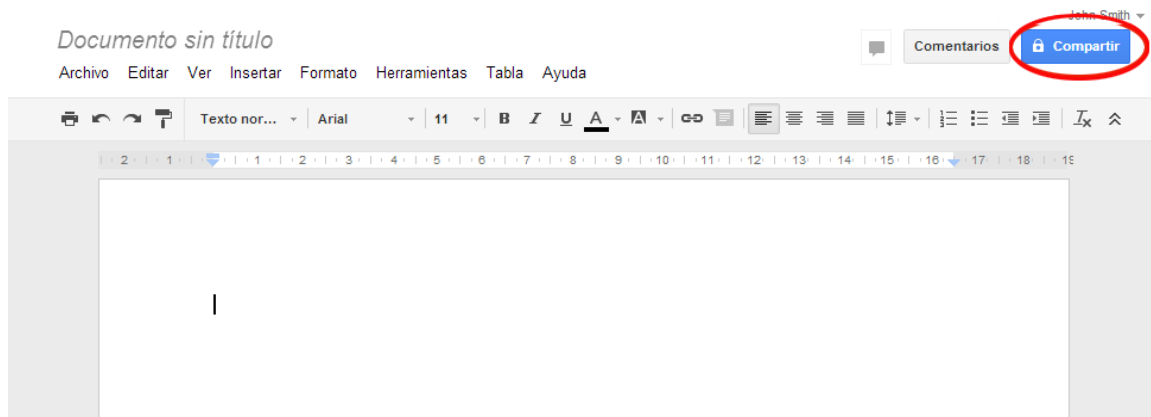 John Smith
Documento sin título
Comentarios
Compartir
Archivo Editar Ver Insertar Formato Herramientas Tabla Ayuda
Texto nor... Arial 11 B I U A A
2 1 1 2 3 4 5 6 7 8 9 10 11 12 13 14 15 16 17 18 19